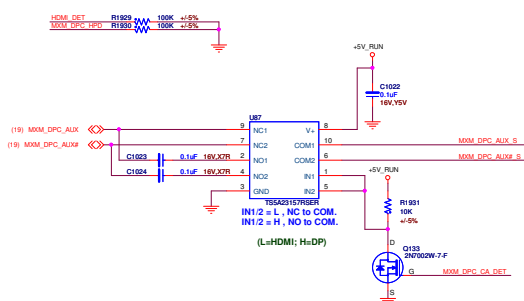 HDMI_DET R1929 100K +/-5%
MXM_DPC_HPD R1930 100K +/-5%
+5V_RUN
C1022
0.1uF
16V,Y5V
U87
(19) MXM_DPC_AUX 9 NC1 V+ 8
(19) MXM_DPC_AUX# 7 NC2 COM1 10 MXM_DPC_AUX_S
C1023 0.1uF 16V,X7R 2 NO1 COM2 6 MXM_DPC_AUX#_S
C1024 0.1uF 16V,X7R 4 NO2 IN1 1
3 GND IN2 5
TS5A23157RSER
+5V_RUN
R1931
10K
+/-5%
IN1/2 = L , NC to COM.
IN1/2 = H , NO to COM.
(L=HDMI; H=DP)
D
Q133
2N7002W-7-F
G MXM_DPC_CA_DET
S